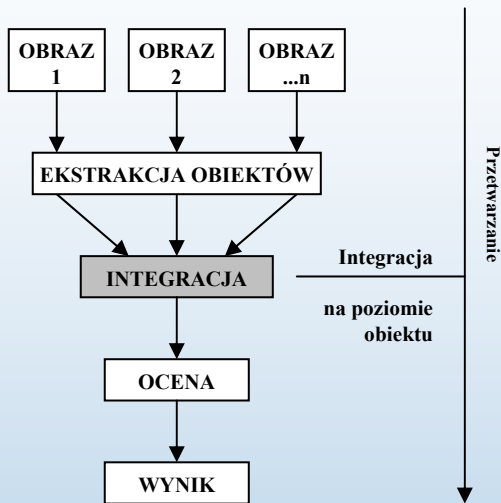 OBRAZ
1
OBRAZ
2
OBRAZ
...n
EKSTRAKCJA OBIEKTÓW
INTEGRACJA
Integracja
na poziomie
obiektu
OCENA
WYNIK
Przetwarzanie